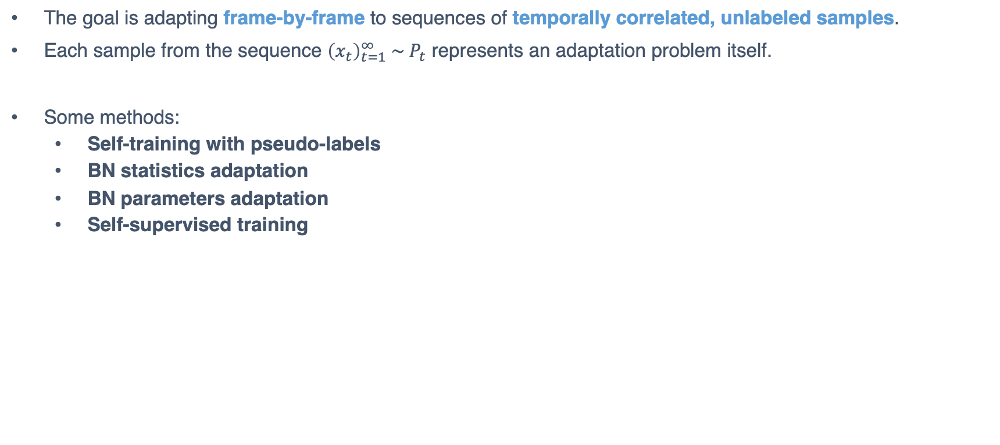 • The goal is adapting frame-by-frame to sequences of temporally correlated, unlabeled samples.
• Each sample from the sequence $(x_t)_{t=1}^{\infty} \sim P_t$ represents an adaptation problem itself.
• Some methods:
• Self-training with pseudo-labels
• BN statistics adaptation
• BN parameters adaptation
• Self-supervised training